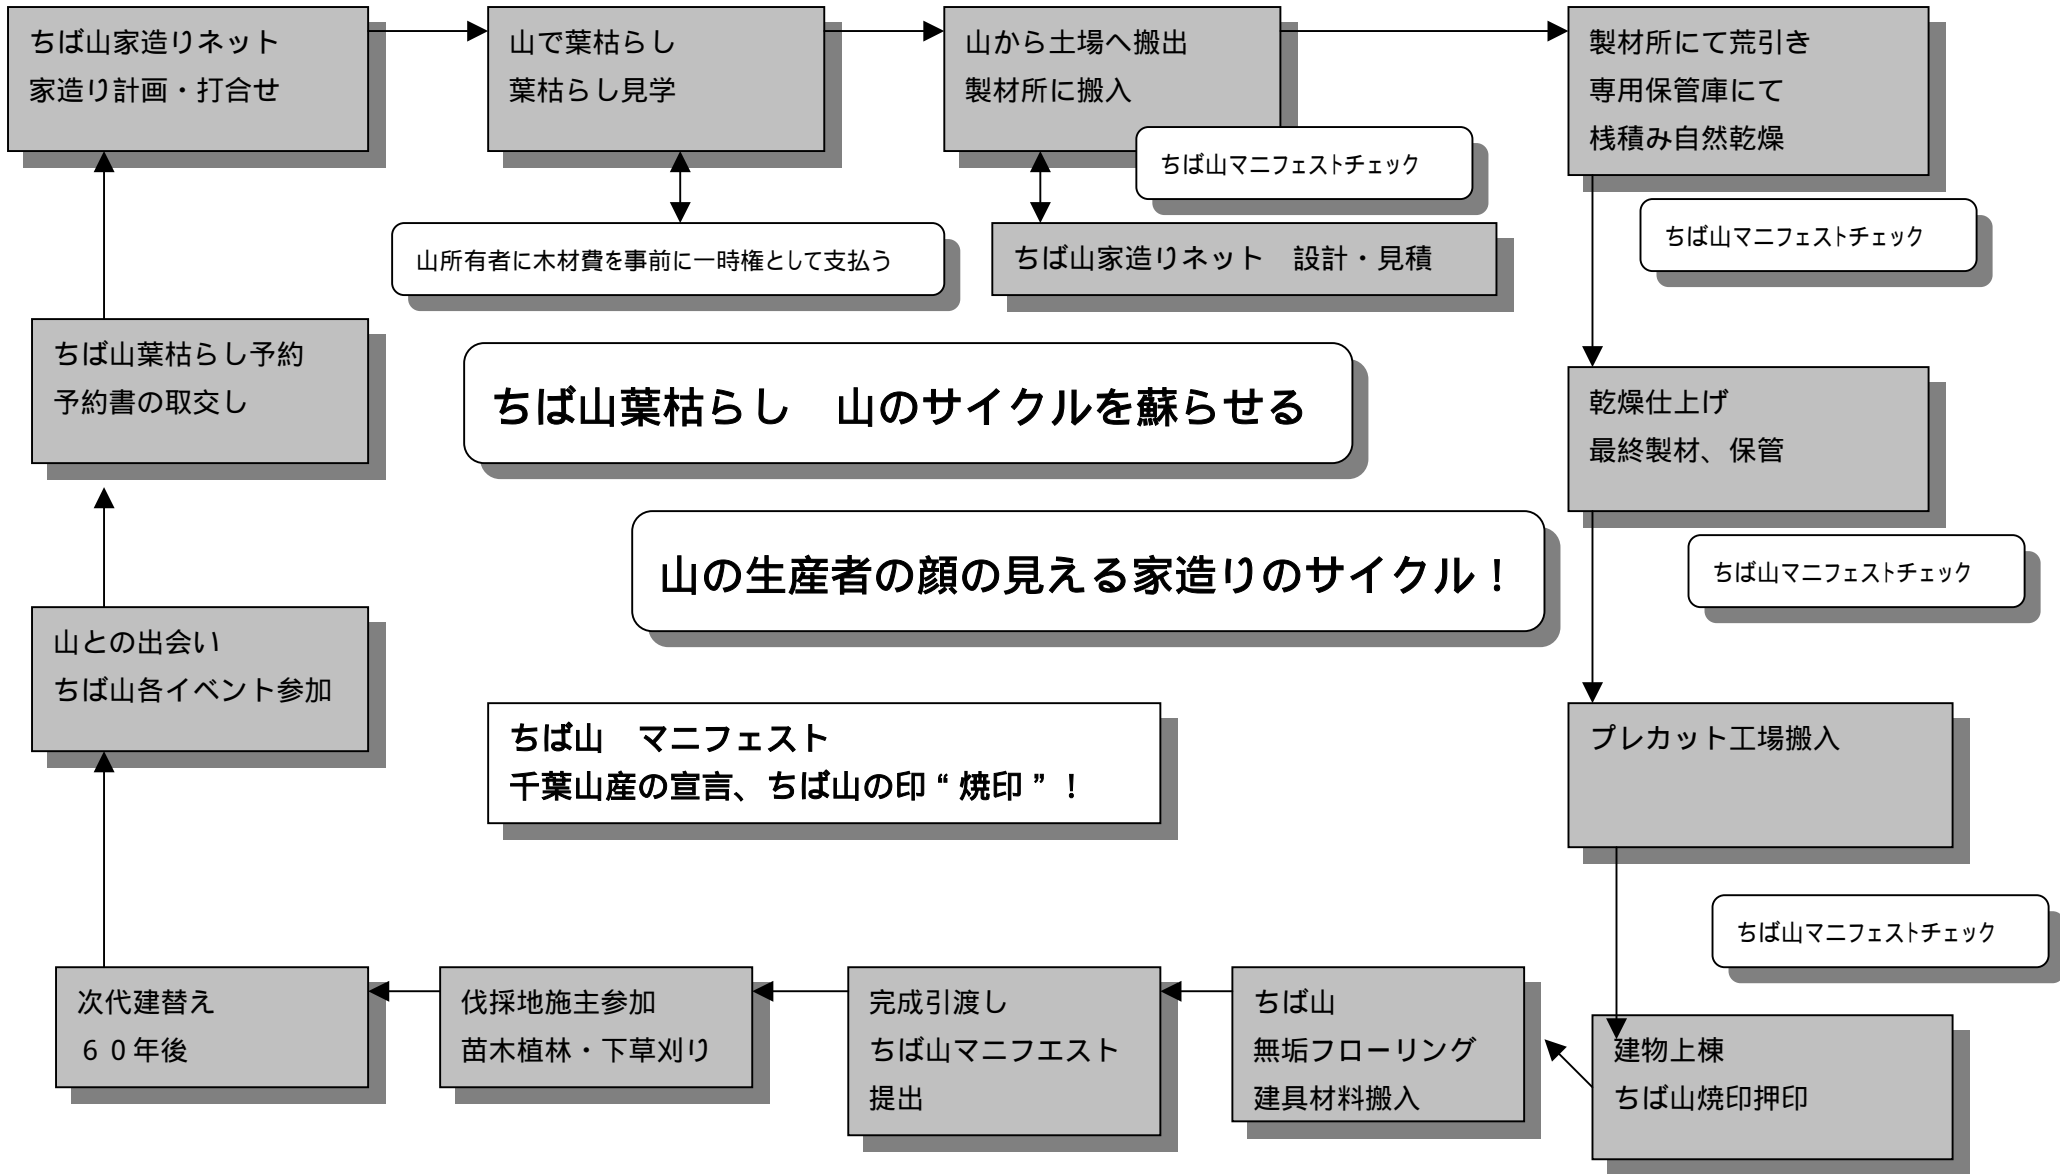 ちば山家造りネット
家造り計画・打合せ
山で葉枯らし
葉枯らし見学
山から土場へ搬出
製材所に搬入
製材所にて荒引き
専用保管庫にて
桟積み自然乾燥
ちば山マニフェストチェック
ちば山マニフェストチェック
山所有者に木材費を事前に一時権として支払う
ちば山家造りネット　設計・見積
ちば山葉枯らし予約
予約書の取交し
ちば山葉枯らし　山のサイクルを蘇らせる
乾燥仕上げ
最終製材、保管
山の生産者の顔の見える家造りのサイクル！
ちば山マニフェストチェック
山との出会い
ちば山各イベント参加
ちば山　マニフェスト
千葉山産の宣言、ちば山の印“焼印”！
プレカット工場搬入
ちば山マニフェストチェック
次代建替え
６０年後
伐採地施主参加
苗木植林・下草刈り
完成引渡し
ちば山マニフエスト
提出
ちば山
無垢フローリング
建具材料搬入
建物上棟
ちば山焼印押印